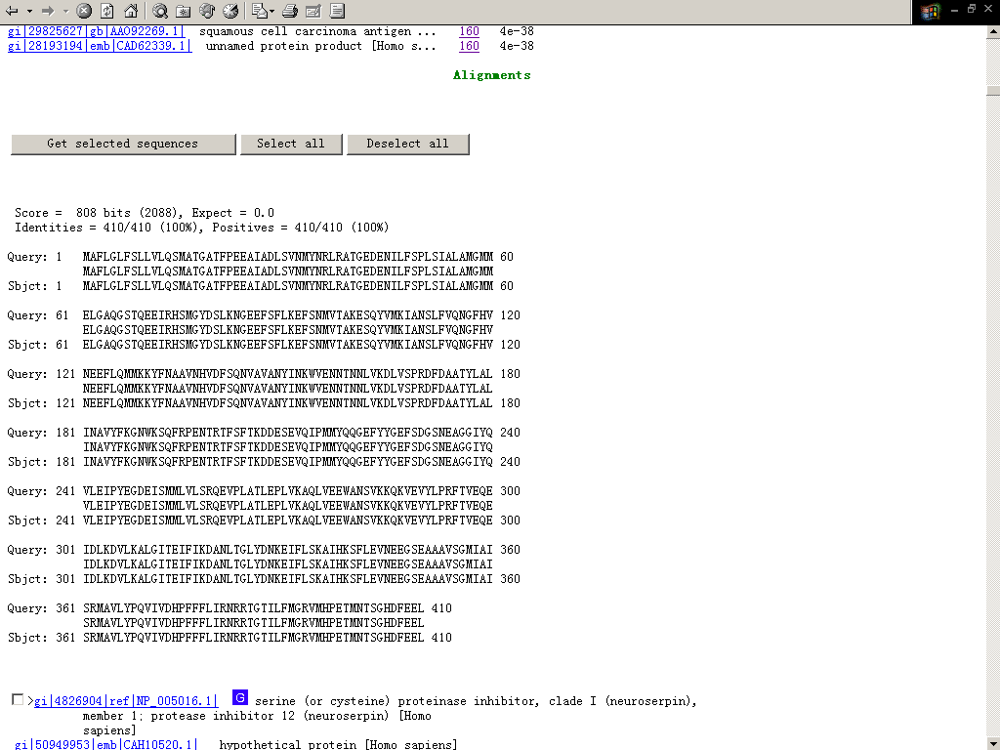 gi|29825627|gb|AAO92269.1| squamous cell carcinoma antigen ... 160 4e-38
gi|28193194|emb|CAD62339.1| unnamed protein product [Homo s... 160 4e-38
Alignments
Get selected sequences Select all Deselect all
Score = 808 bits (2088), Expect = 0.0
Identities = 410/410 (100%), Positives = 410/410 (100%)
Query: 1 MAFLGLFSLLVLQSMATGATFPEEAIADLSVNMYNRLRATGEDENILFSPLSIALAMGMM 60
MAFLGLFSLLVLQSMATGATFPEEAIADLSVNMYNRLRATGEDENILFSPLSIALAMGMM
Sbjct: 1 MAFLGLFSLLVLQSMATGATFPEEAIADLSVNMYNRLRATGEDENILFSPLSIALAMGMM 60
Query: 61 ELGAQGSTQEEIRHSMGYDSLKNGEEFSFLKEFSNMVTAKESQYVMKIANSLFVQNGFHV 120
ELGAQGSTQEEIRHSMGYDSLKNGEEFSFLKEFSNMVTAKESQYVMKIANSLFVQNGFHV
Sbjct: 61 ELGAQGSTQEEIRHSMGYDSLKNGEEFSFLKEFSNMVTAKESQYVMKIANSLFVQNGFHV 120
Query: 121 NEEFLQMMKKYFNAAVNHVDFSQNVAVANYINKWVENNTNNLVKDLVSPRDFDAATYLAL 180
NEEFLQMMKKYFNAAVNHVDFSQNVAVANYINKWVENNTNNLVKDLVSPRDFDAATYLAL
Sbjct: 121 NEEFLQMMKKYFNAAVNHVDFSQNVAVANYINKWVENNTNNLVKDLVSPRDFDAATYLAL 180
Query: 181 INAVYFKGNWKSQFRPENTRTFSFTKDDESEVQIPMMYQQGEFYYGEFSDGSNEAGGIYQ 240
INAVYFKGNWKSQFRPENTRTFSFTKDDESEVQIPMMYQQGEFYYGEFSDGSNEAGGIYQ
Sbjct: 181 INAVYFKGNWKSQFRPENTRTFSFTKDDESEVQIPMMYQQGEFYYGEFSDGSNEAGGIYQ 240
Query: 241 VLEIPYEGDEISMMLVLSRQEVPLATLEPLVKAQLVEEWANSVKKQKVEVYLPRFTVEQE 300
VLEIPYEGDEISMMLVLSRQEVPLATLEPLVKAQLVEEWANSVKKQKVEVYLPRFTVEQE
Sbjct: 241 VLEIPYEGDEISMMLVLSRQEVPLATLEPLVKAQLVEEWANSVKKQKVEVYLPRFTVEQE 300
Query: 301 IDLKDVLKALGITEIFIKDANLTGLYDNKEIFLSKAIHKSFLEVNEEGSEAAAVSGMIAI 360
IDLKDVLKALGITEIFIKDANLTGLYDNKEIFLSKAIHKSFLEVNEEGSEAAAVSGMIAI
Sbjct: 301 IDLKDVLKALGITEIFIKDANLTGLYDNKEIFLSKAIHKSFLEVNEEGSEAAAVSGMIAI 360
Query: 361 SRMAVLYPQVIVDHPFFFLIRNRRTGTILFMGRVMHPETMNTSGHDFEEL 410
SRMAVLYPQVIVDHPFFFLIRNRRTGTILFMGRVMHPETMNTSGHDFEEL
Sbjct: 361 SRMAVLYPQVIVDHPFFFLIRNRRTGTILFMGRVMHPETMNTSGHDFEEL 410
>gi|4826904|ref|NP_005016.1| G serine (or cysteine) proteinase inhibitor, clade I (neuroserpin),
member 1; protease inhibitor 12 (neuroserpin) [Homo
sapiens]
gi|50949953|emb|CAH10520.1| hypothetical protein [Homo sapiens]